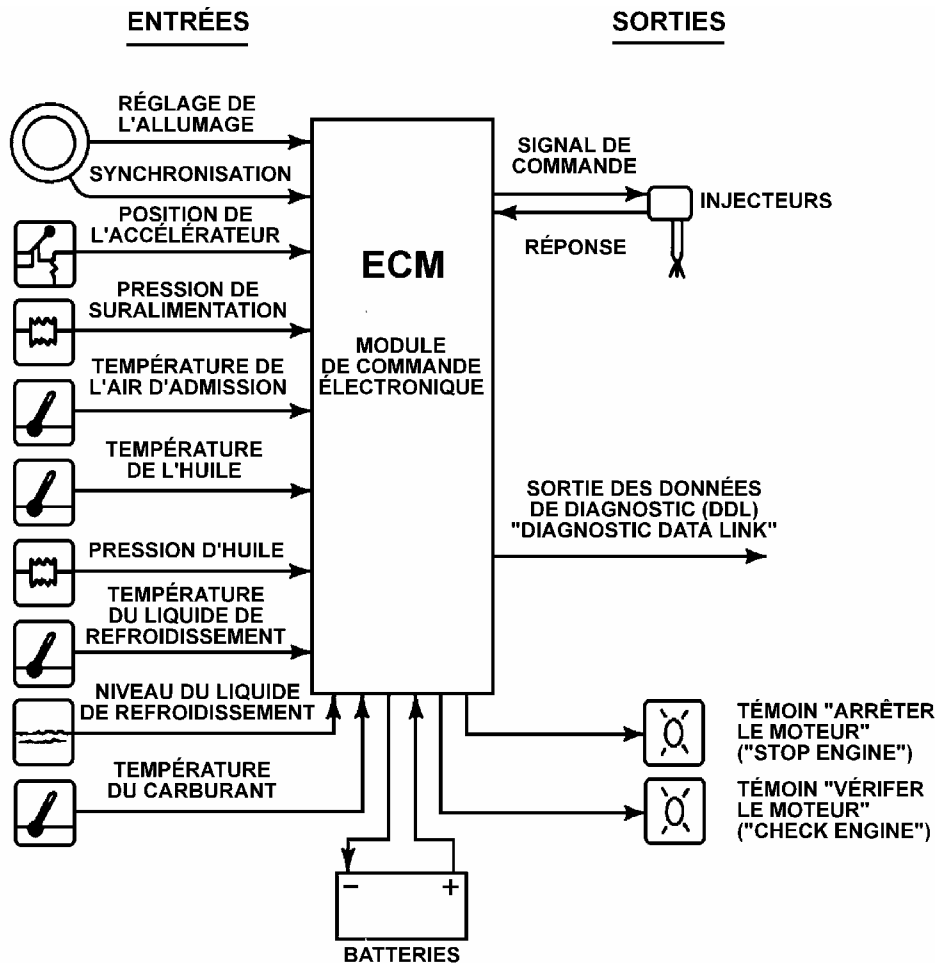 ENTRÉES
SORTIES
RÉGLAGE DE
L'ALLUMAGE
SYNCHRONISATION
POSITION DE
L'ACCÉLÉRATEUR
PRESSION DE
SURALIMENTATION
TEMPÉRATURE DE
L'AIR D'ADMISSION
TEMPÉRATURE
DE L'HUILE
PRESSION D'HUILE
TEMPÉRATURE
DU LIQUIDE DE
REFROIDISSEMENT
NIVEAU DU LIQUIDE
DE REFROIDISSEMENT
TEMPÉRATURE
DU CARBURANT
ECM
MODULE
DE COMMANDE
ÉLECTRONIQUE
SIGNAL DE
COMMANDE
INJECTEURS
RÉPONSE
SORTIE DES DONNÉES
DE DIAGNOSTIC (DDL)
"DIAGNOSTIC DATA LINK"
TÉMOIN "ARRÊTER
LE MOTEUR"
("STOP ENGINE")
TÉMOIN "VÉRIFER
LE MOTEUR"
("CHECK ENGINE")
- +
BATTERIES